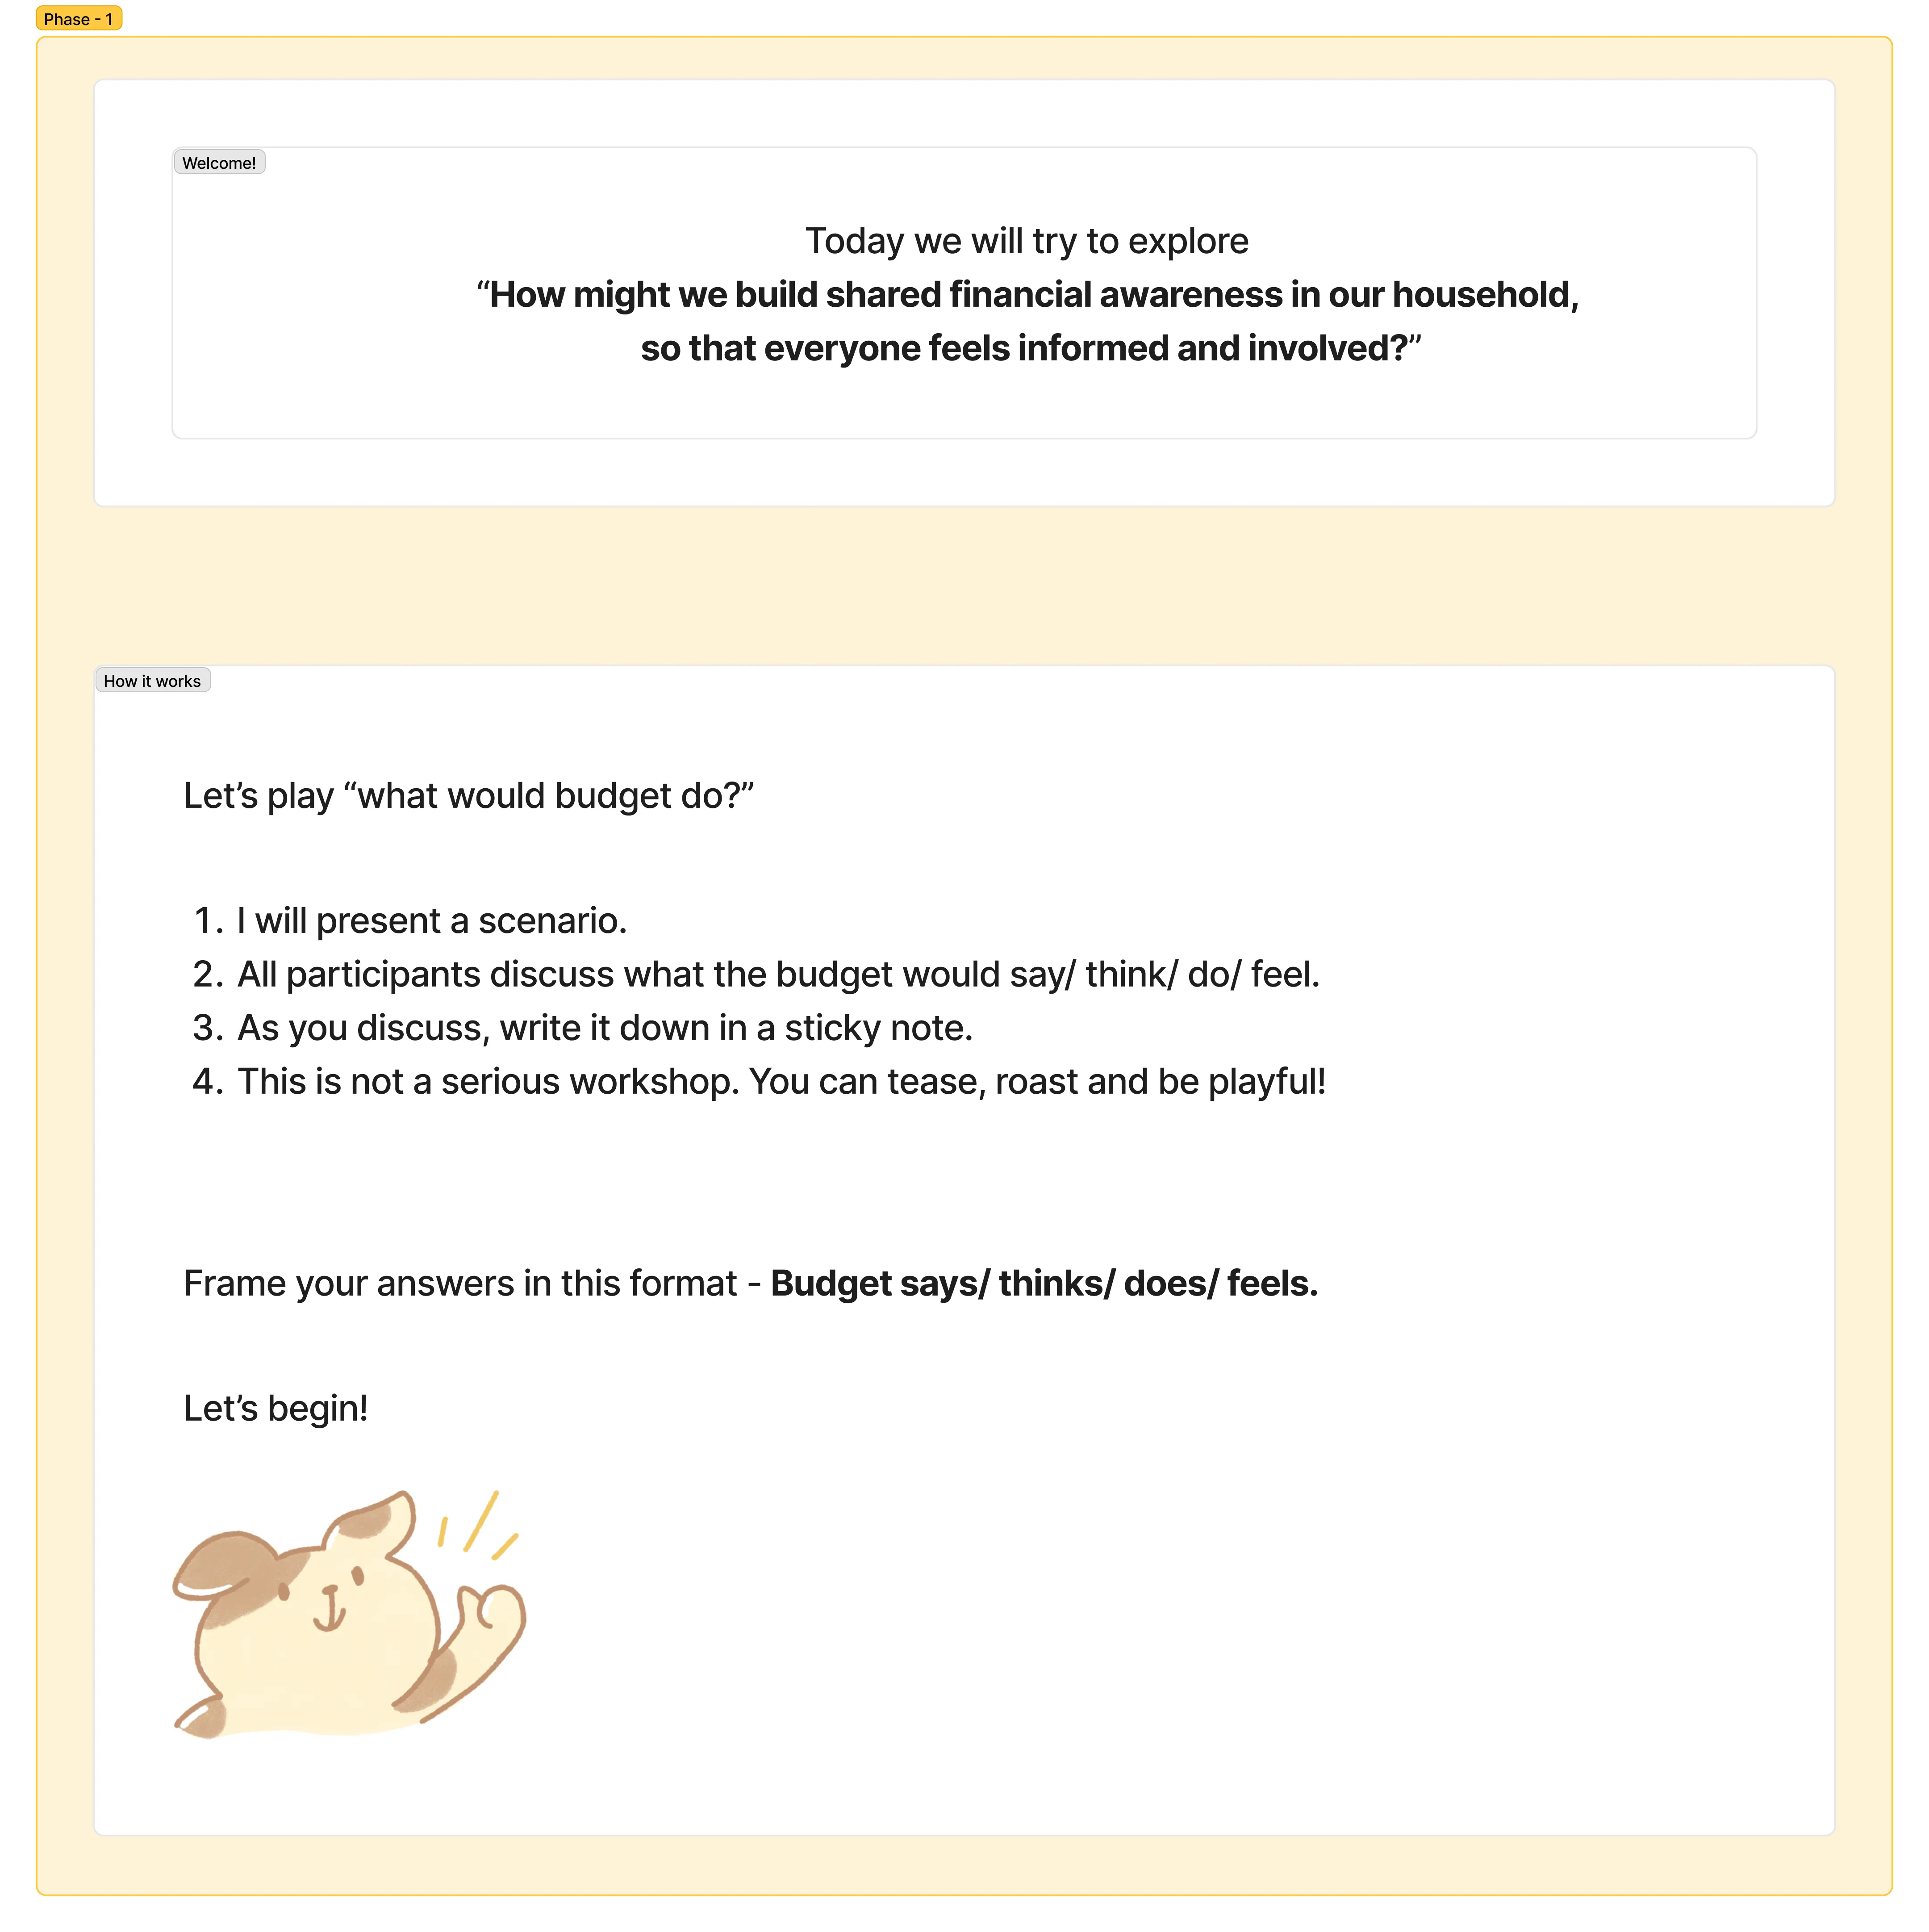 Phase - 1
Welcome!
Today we will try to explore
“How might we build shared financial awareness in our household,
so that everyone feels informed and involved?”
How it works
Let’s play “what would budget do?”
1. I will present a scenario.
2. All participants discuss what the budget would say/ think/ do/ feel.
3. As you discuss, write it down in a sticky note.
4. This is not a serious workshop. You can tease, roast and be playful!
Frame your answers in this format - Budget says/ thinks/ does/ feels.
Let’s begin!